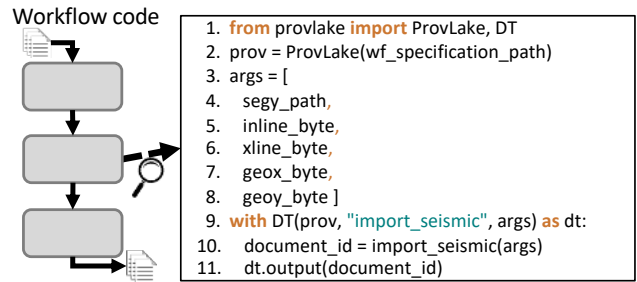 Workflow code
1. from provlake import ProvLake, DT
2. prov = ProvLake(wf_specification_path)
3. args = [
4. segy_path,
5. inline_byte,
6. xline_byte,
7. geox_byte,
8. geoy_byte ]
9. with DT(prov, "import_seismic", args) as dt:
10. document_id = import_seismic(args)
11. dt.output(document_id)